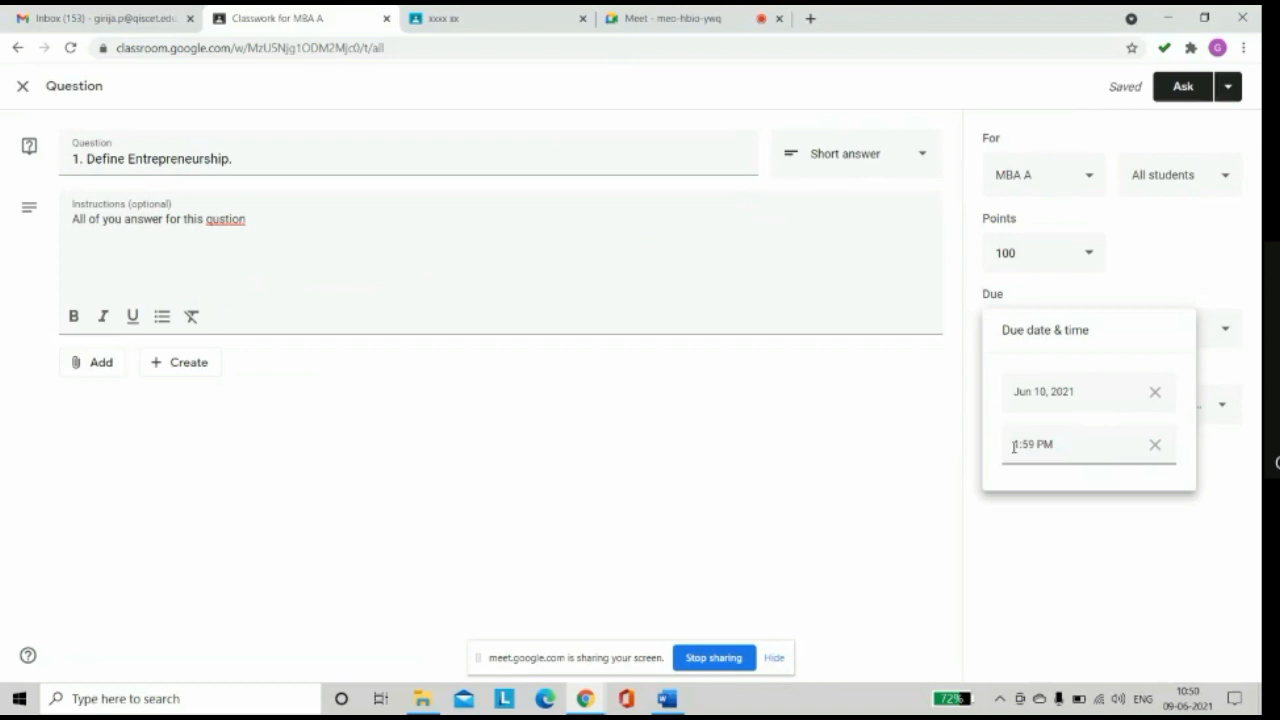 Inbox (153) - girija.p@qiscet.edu.
Classwork for MBA A
xxxx xx
Meet - meo-hbio-ywq
classroom.google.com/w/MzU5Njg1ODM2Mjc0/t/all
G
Question
Saved
Ask
Question
1. Define Entrepreneurship.
Short answer
Instructions (optional)
All of you answer for this qustion
B I U
Add
Create
For
MBA A
All students
Points
100
Due
Due date & time
Jun 10, 2021
1:59 PM
meet.google.com is sharing your screen.
Stop sharing
Hide
Type here to search
L
72%
ENG
10:50
09-06-2021